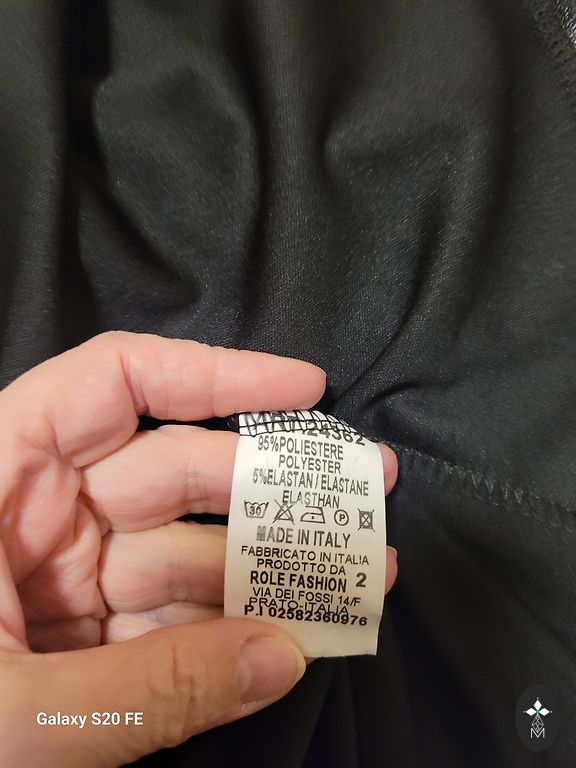 95%POLIESTERE
POLYESTER
5%ELASTAN/ELASTANE
ELASTHAN
30 P
MADE IN ITALY
FABBRICATO IN ITALIA
PRODOTTO DA
ROLE FASHION 2
VIA DEI FOSSI 14/F
PRATO-ITALIA
P.I 02582360976
Galaxy S20 FE
M